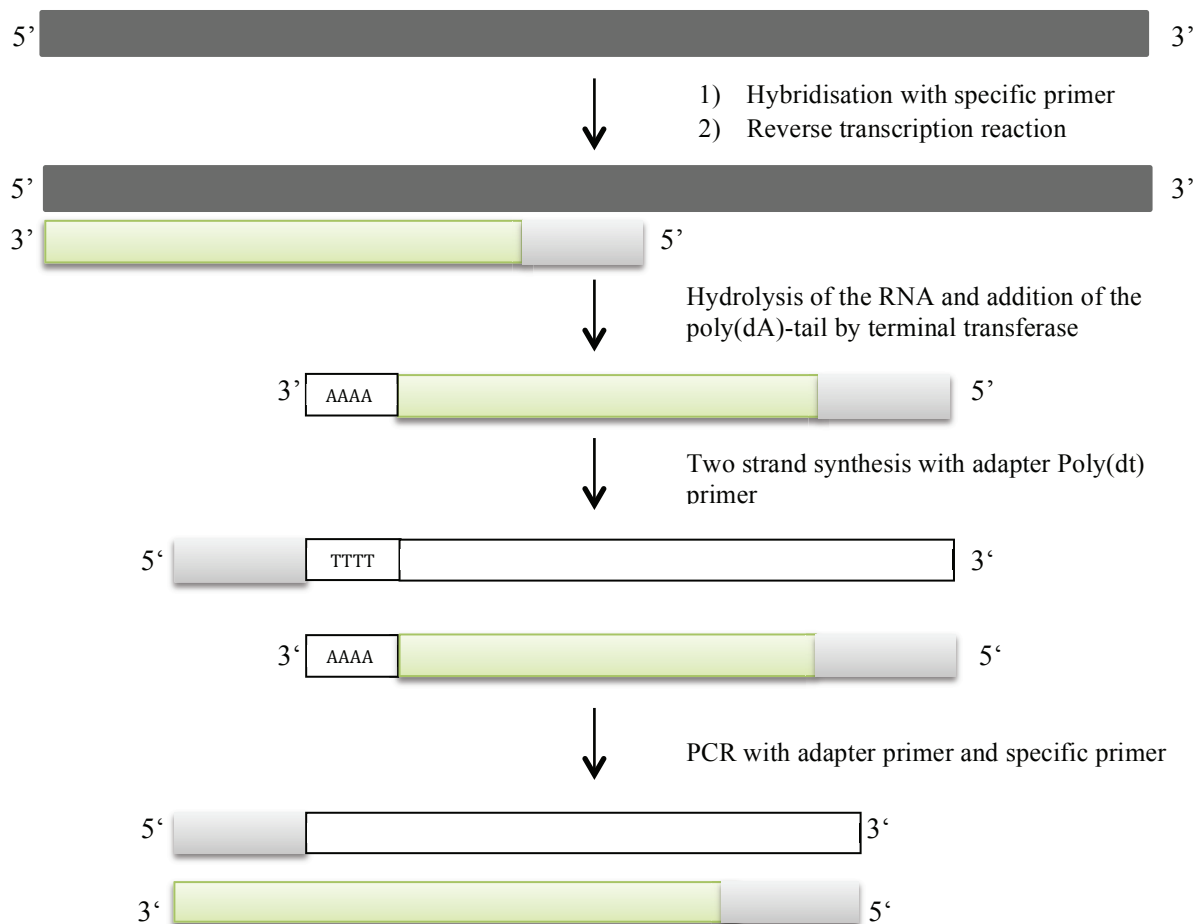 5’ 3’
1) Hybridisation with specific primer
2) Reverse transcription reaction
5’ 3’
3’ 5’
Hydrolysis of the RNA and addition of the
poly(dA)-tail by terminal transferase
3’ AAAA 5’
Two strand synthesis with adapter Poly(dt)
primer
5‘ TTTT 3‘
3‘ AAAA 5‘
PCR with adapter primer and specific primer
5‘ 3‘
3‘ 5‘